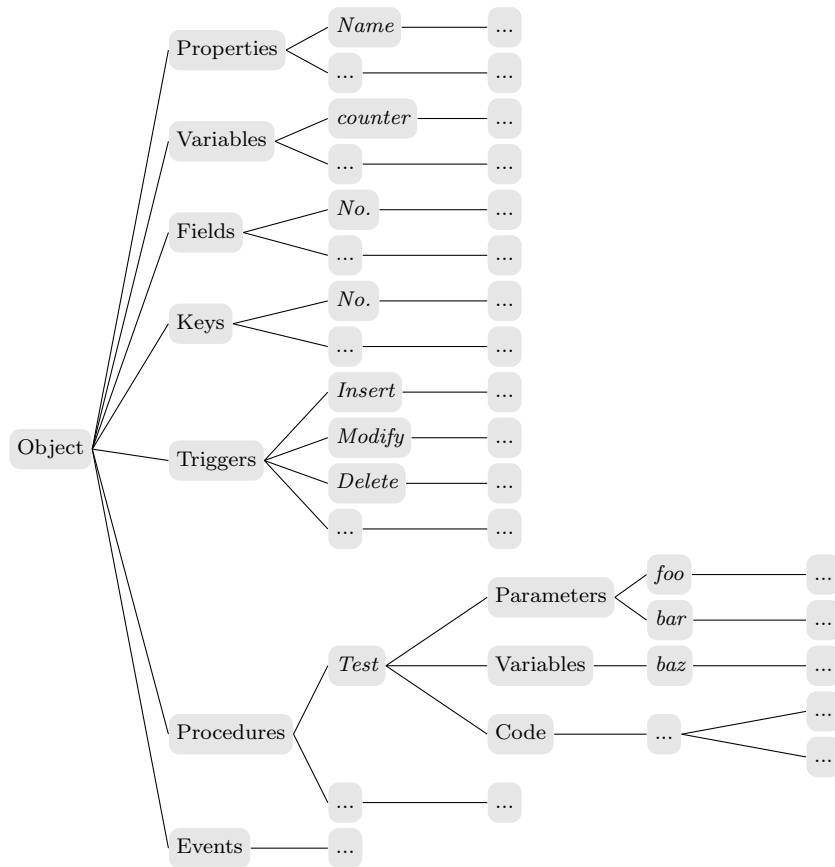 Name ...
Properties
... ...
counter ...
Variables
... ...
No. ...
Fields
... ...
No. ...
Keys
... ...
Insert ...
Modify ...
Object
Triggers
Delete ...
... ...
foo ...
Parameters
bar ...
Test Variables baz ...
...
Procedures Code ...
...
... ...
Events ...